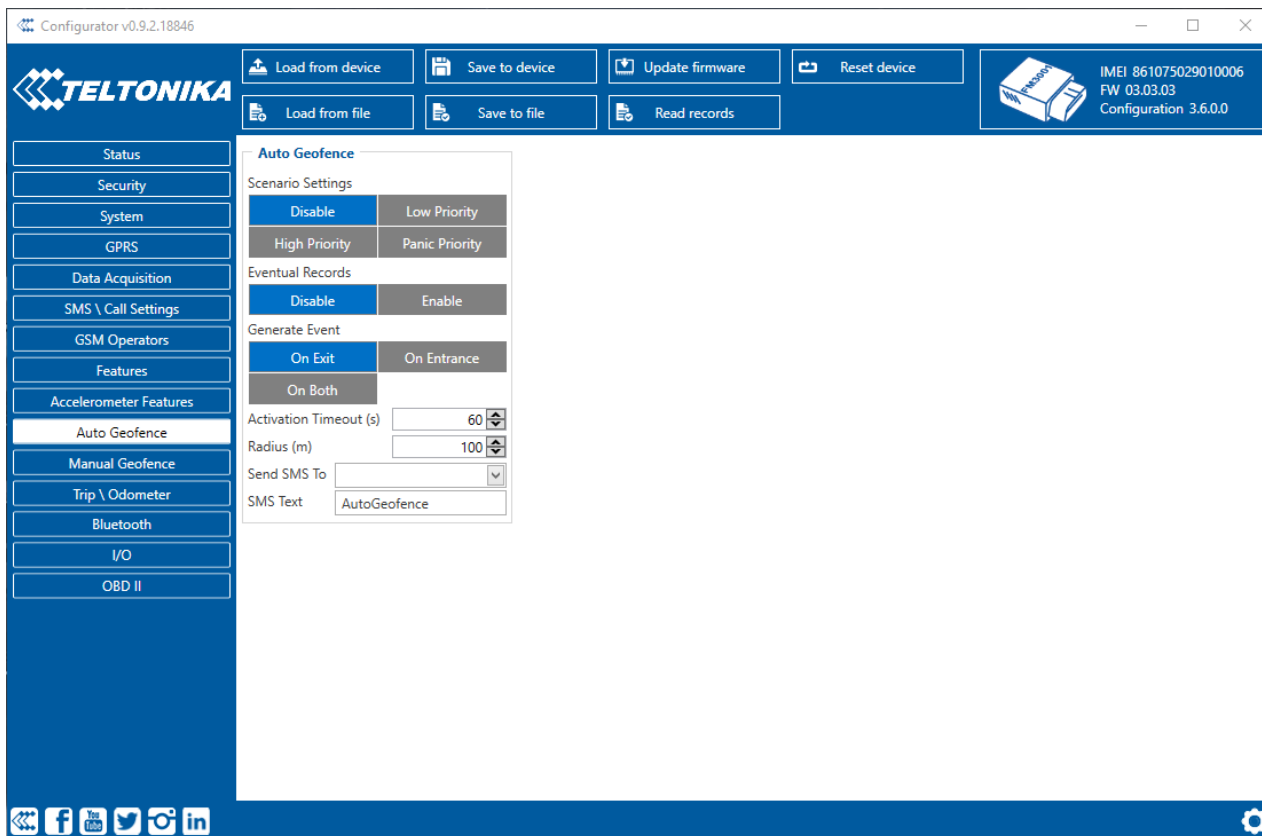 Configurator v0.9.2.18846
TELTONIKA
Load from device
Save to device
Update firmware
Reset device
Load from file
Save to file
Read records
FM3001
IMEI 861075029010006
FW 03.03.03
Configuration 3.6.0.0
Status
Security
System
GPRS
Data Acquisition
SMS \ Call Settings
GSM Operators
Features
Accelerometer Features
Auto Geofence
Manual Geofence
Trip \ Odometer
Bluetooth
I/O
OBD II
Auto Geofence
Scenario Settings
Disable Low Priority
High Priority Panic Priority
Eventual Records
Disable Enable
Generate Event
On Exit On Entrance
On Both
Activation Timeout (s) 60
Radius (m) 100
Send SMS To
SMS Text AutoGeofence
You
Tube